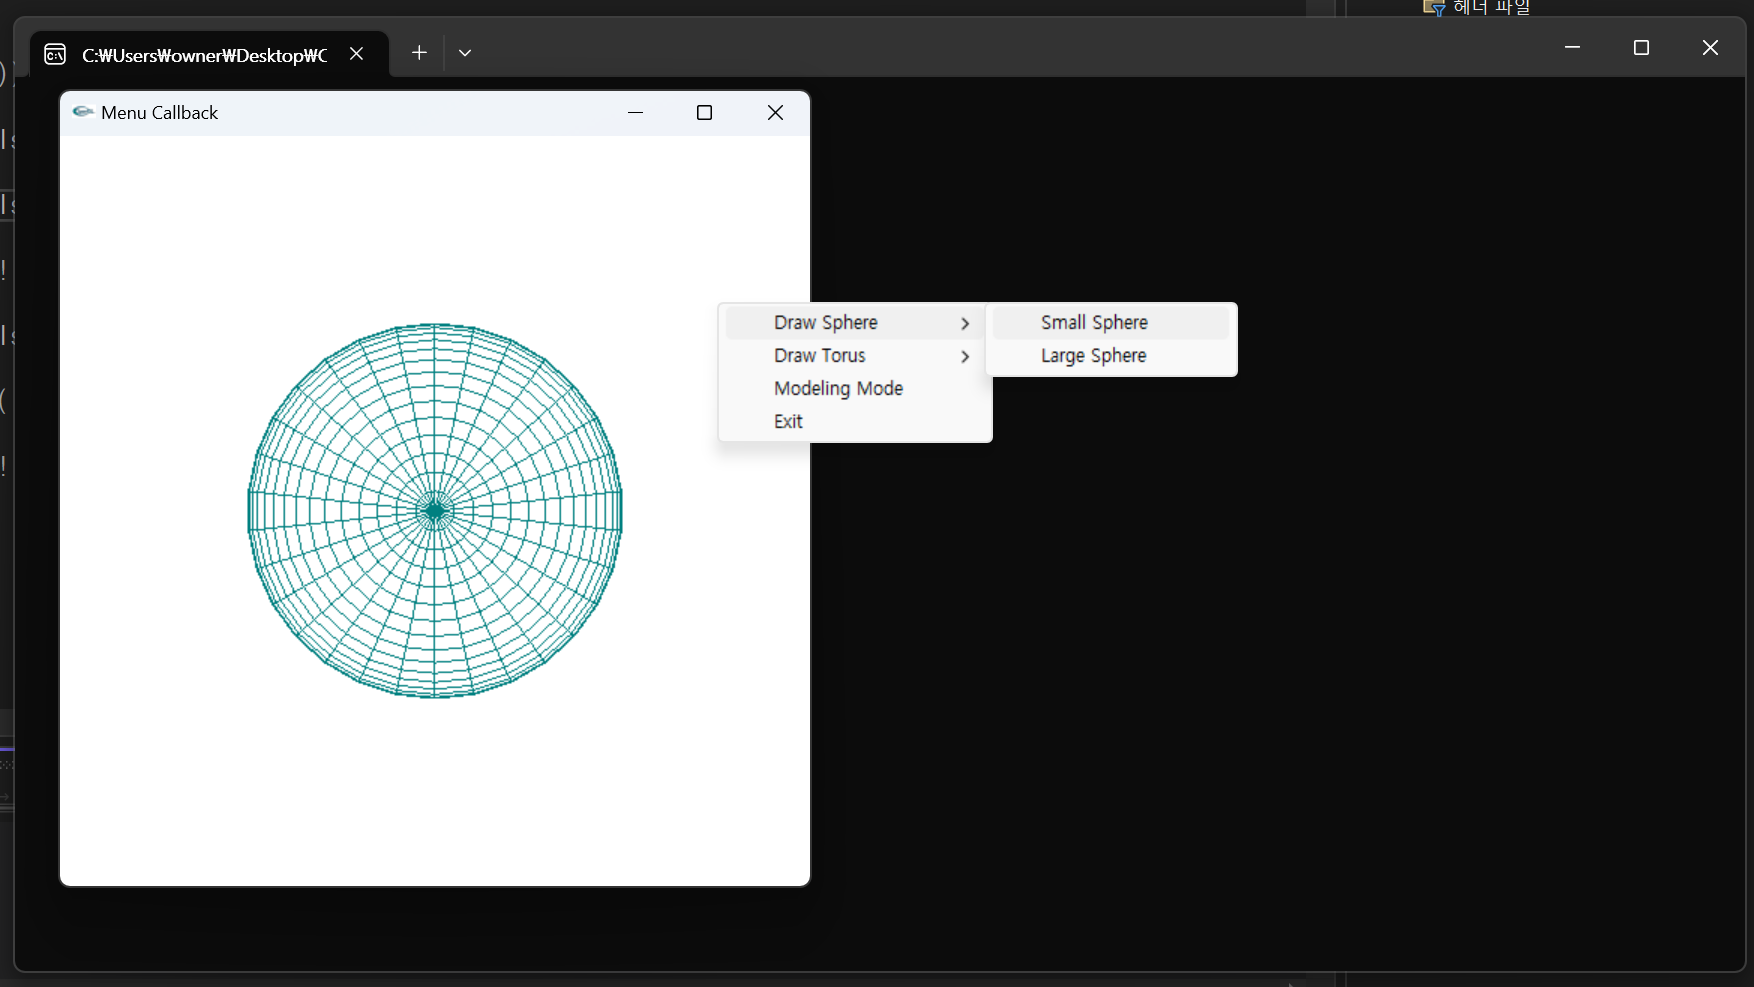 헤더 파일
C:₩Users₩owner₩Desktop₩C
Menu Callback
Draw Sphere
Small Sphere
Draw Torus
Large Sphere
Modeling Mode
Exit